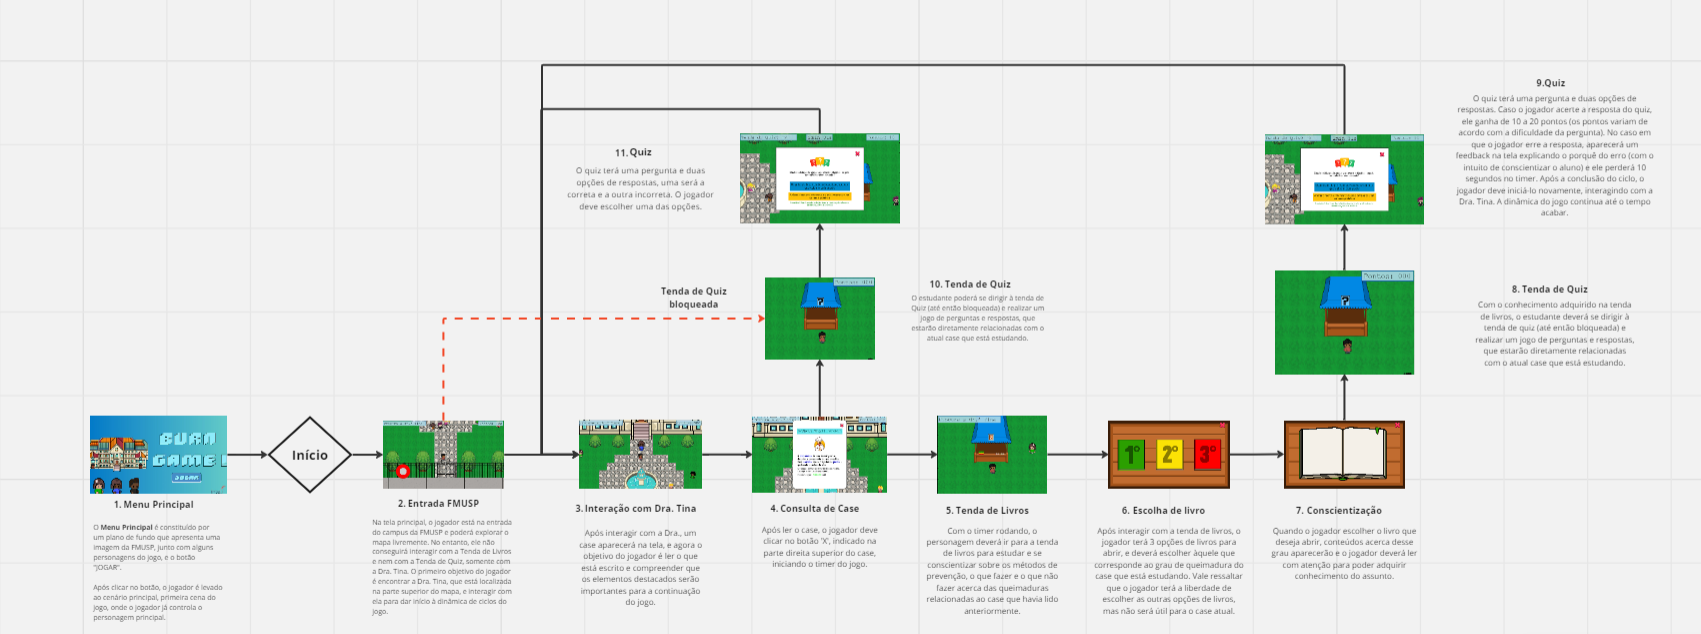 BURN
GAME
JOGAR
1. Menu Principal
O Menu Principal é constituído por
um plano de fundo que apresenta uma
imagem da FMUSP, junto com alguns
personagens do jogo, e o botão
"JOGAR"
Após clicar no botão, o jogador é levado
ao cenário principal, primeira cena do
jogo, onde o jogador já controla o
personagem principal.
Início
2. Entrada FMUSP
Na tela principal, o jogador está na entrada
do campus da FMUSP e poderá explorar o
mapa livremente. No entanto, ele não
conseguirá interagir com a Tenda de Livros
e nem com a Tenda de Quiz, somente com
a Dra. Tina. O primeiro objetivo do jogador
é encontrar a Dra. Tina, que está localizada
na parte superior do mapa, e interagir com
ela para dar início à dinâmica de ciclos do
jogo.
3. Interação com Dra. Tina
Após interagir com a Dra., um
case aparecerá na tela, e agora o
objetivo do jogador é ler o que
está escrito e compreender que
os elementos destacados serão
importantes para a continuação
do jogo.
4. Consulta de Case
Após ler o case, o jogador deve
clicar no botão 'X', indicado na
parte direita superior do case,
iniciando o timer do jogo.
5. Tenda de Livros
Com o timer rodando, o
personagem deverá ir para a tenda
de livros para estudar e se
conscientizar sobre os métodos de
prevenção, o que fazer e o que não
fazer acerca das queimaduras
relacionadas ao case que havia lido
anteriormente.
1°
2°
3°
6. Escolha de livro
Após interagir com a tenda de livros, o
jogador terá 3 opções de livros para
abrir, e deverá escolher àquele que
corresponde ao grau de queimadura do
case que está estudando. Vale ressaltar
que o jogador terá a liberdade de
escolher as outras opções de livros,
mas não será útil para o case atual.
7. Conscientização
Quando o jogador escolher o livro que
deseja abrir, conteúdos acerca desse
grau aparecerão e o jogador deverá ler
com atenção para poder adquirir
conhecimento do assunto.
Pontos: 000
8. Tenda de Quiz
Com o conhecimento adquirido na tenda
de livros, o estudante deverá se dirigir à
tenda de quiz (até então bloqueada) e
realizar um jogo de perguntas e respostas,
que estarão diretamente relacionadas
com o atual case que está estudando.
9.Quiz
O quiz terá uma pergunta e duas opções de
respostas. Caso o jogador acerte a resposta do quiz,
ele ganha de 10 a 20 pontos (os pontos variam de
acordo com a dificuldade da pergunta). No caso em
que o jogador erre a resposta, aparecerá um
feedback na tela explicando o porquê do erro (com o
intuito de conscientizar o aluno) e ele perderá 10
segundos no timer. Após a conclusão do ciclo, o
jogador deve iniciá-lo novamente, interagindo com a
Dra. Tina. A dinâmica do jogo continua até o tempo
acabar.
Tenda de Quiz
bloqueada
10. Tenda de Quiz
O estudante poderá se dirigir à tenda de
Quiz (até então bloqueada) e realizar um
jogo de perguntas e respostas, que
estarão diretamente relacionadas com o
atual case que está estudando.
11.Quiz
O quiz terá uma pergunta e duas
opções de respostas, uma será a
correta e a outra incorreta. O jogador
deve escolher uma das opções.